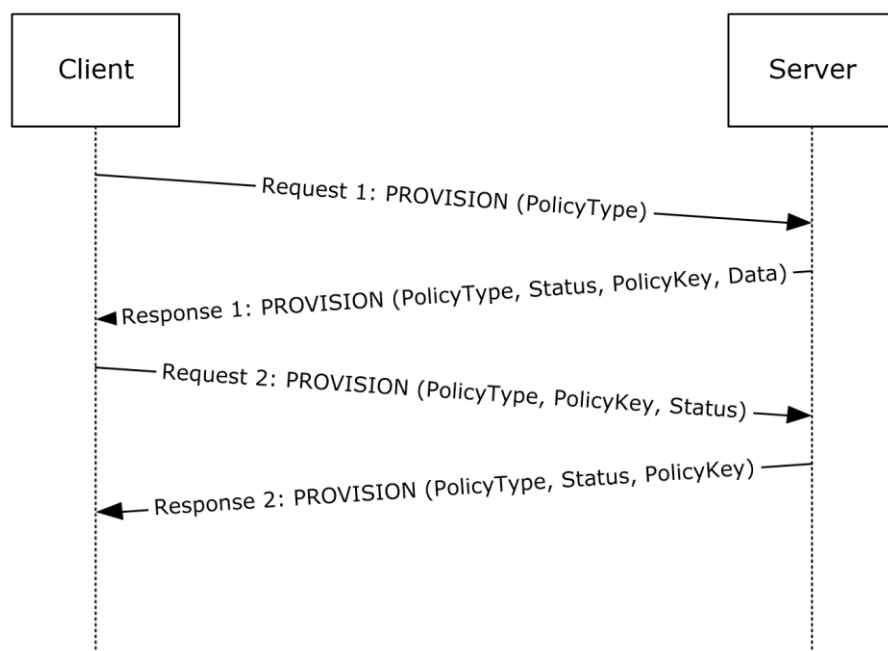 Client
Server
Request 1: PROVISION (PolicyType)
Response 1: PROVISION (PolicyType, Status, PolicyKey, Data)
Request 2: PROVISION (PolicyType, PolicyKey, Status)
Response 2: PROVISION (PolicyType, Status, PolicyKey)